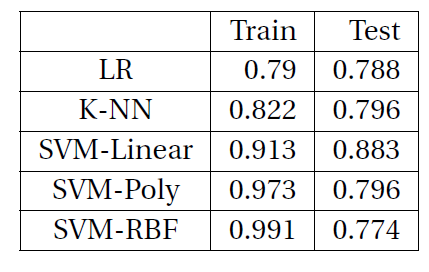 Train Test
LR 0.79 0.788
K-NN 0.822 0.796
SVM-Linear 0.913 0.883
SVM-Poly 0.973 0.796
SVM-RBF 0.991 0.774